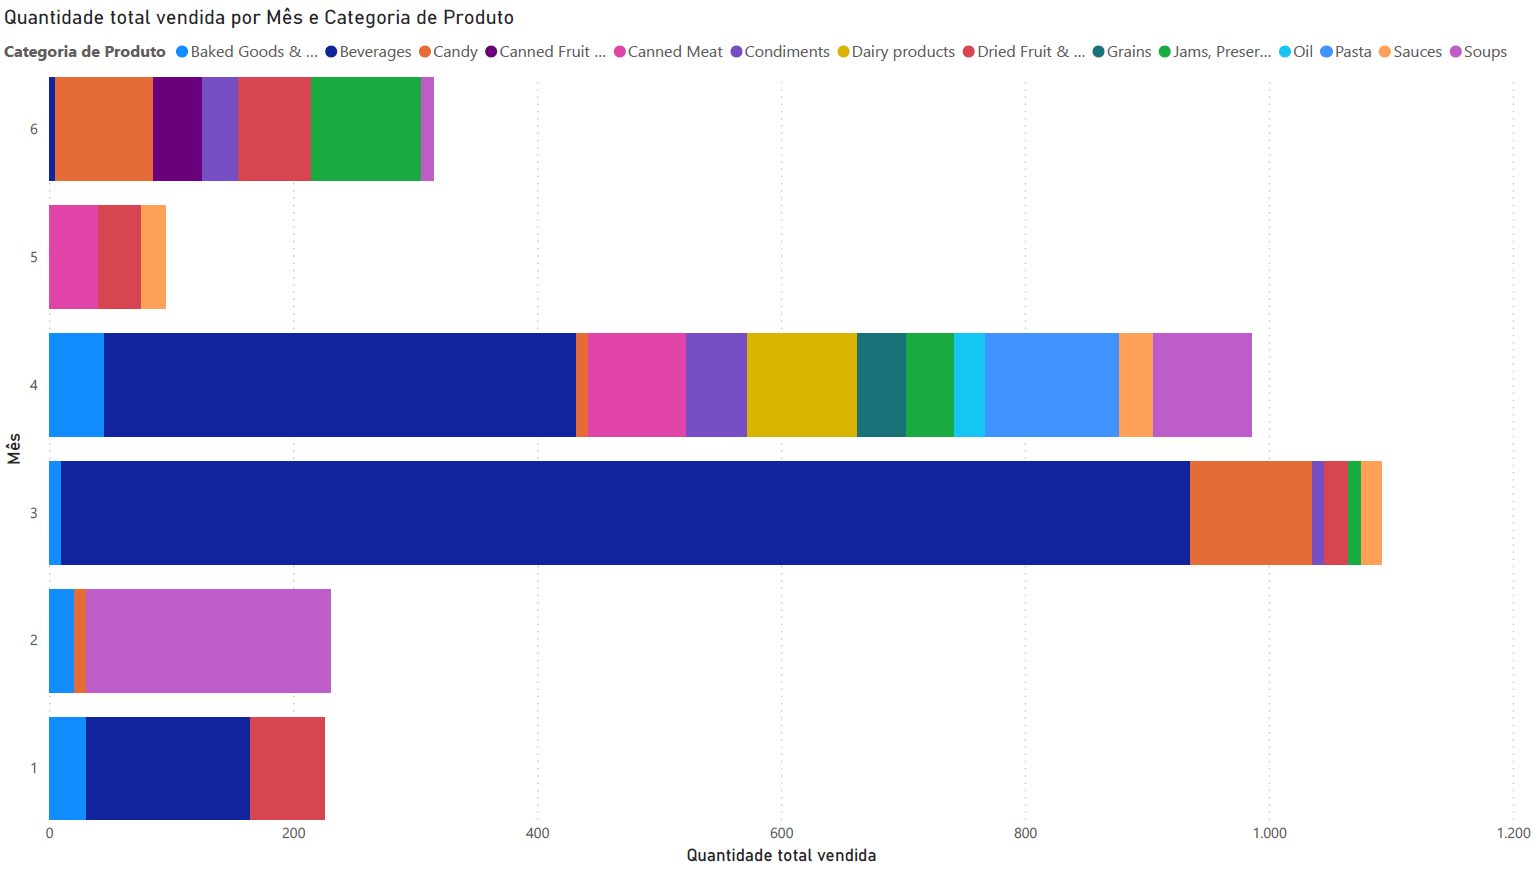 Quantidade total vendida por Mês e Categoria de Produto
Categoria de Produto Baked Goods & ... Beverages Candy Canned Fruit ... Canned Meat Condiments Dairy products Dried Fruit & ... Grains Jams, Preser... Oil Pasta Sauces Soups
6
5
4
3
2
1
Mês
0 200 400 600 800 1.000 1.200
Quantidade total vendida